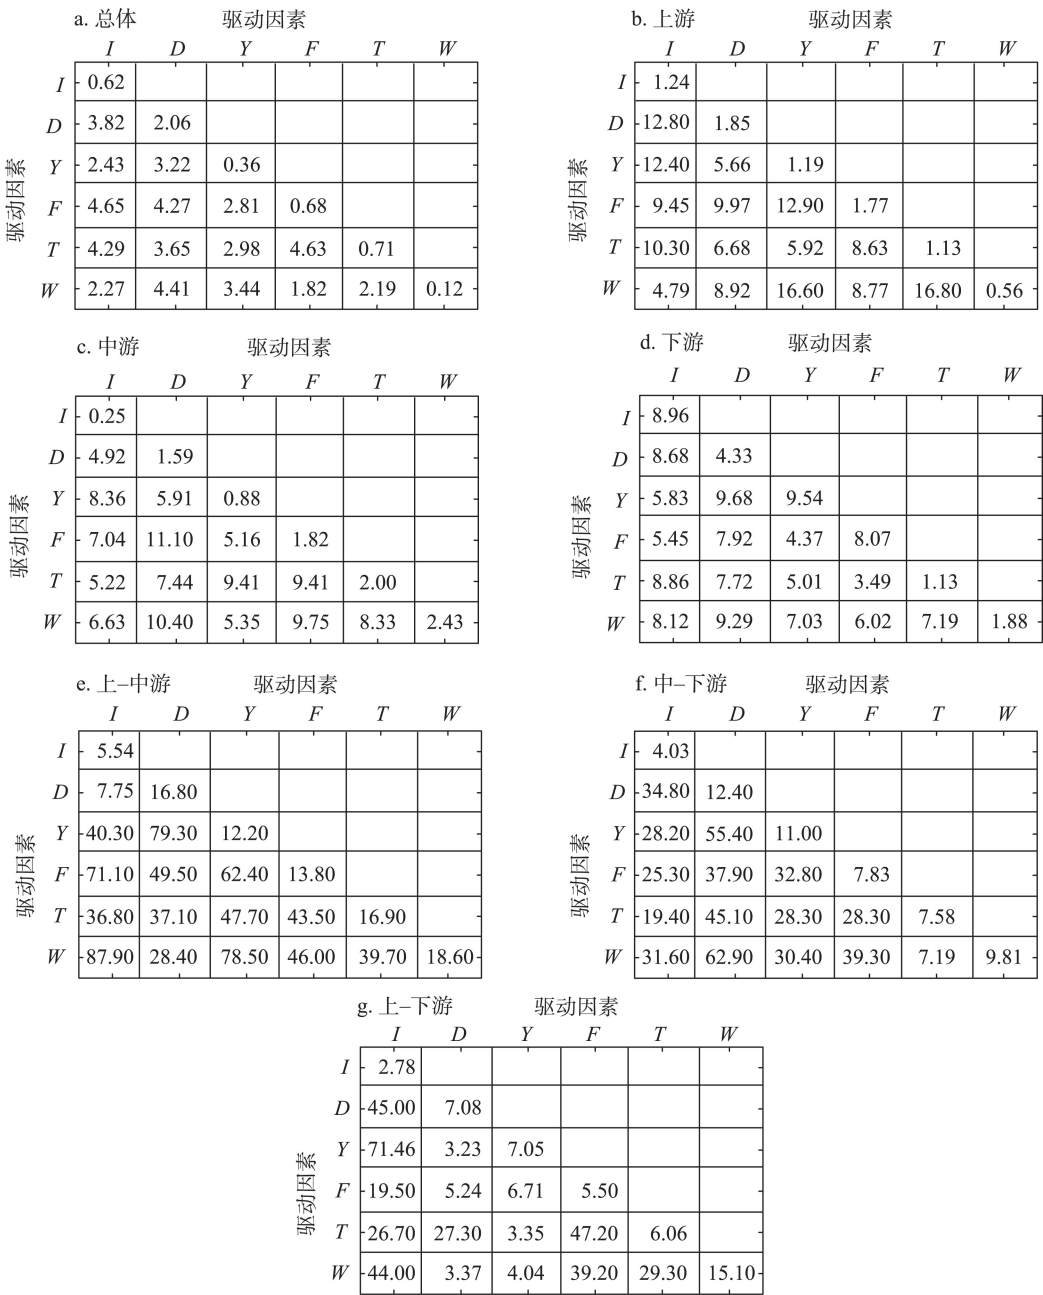 a. 总体 驱动因素
I D Y F T W
I 0.62
D 3.82 2.06
Y 2.43 3.22 0.36
F 4.65 4.27 2.81 0.68
T 4.29 3.65 2.98 4.63 0.71
W 2.27 4.41 3.44 1.82 2.19 0.12
驱动因素
b. 上游 驱动因素
I D Y F T W
I 1.24
D 12.80 1.85
Y 12.40 5.66 1.19
F 9.45 9.97 12.90 1.77
T 10.30 6.68 5.92 8.63 1.13
W 4.79 8.92 16.60 8.77 16.80 0.56
驱动因素
c. 中游 驱动因素
I D Y F T W
I 0.25
D 4.92 1.59
Y 8.36 5.91 0.88
F 7.04 11.10 5.16 1.82
T 5.22 7.44 9.41 9.41 2.00
W 6.63 10.40 5.35 9.75 8.33 2.43
驱动因素
d. 下游 驱动因素
I D Y F T W
I 8.96
D 8.68 4.33
Y 5.83 9.68 9.54
F 5.45 7.92 4.37 8.07
T 8.86 7.72 5.01 3.49 1.13
W 8.12 9.29 7.03 6.02 7.19 1.88
驱动因素
e. 上–中游 驱动因素
I D Y F T W
I 5.54
D 7.75 16.80
Y 40.30 79.30 12.20
F 71.10 49.50 62.40 13.80
T 36.80 37.10 47.70 43.50 16.90
W 87.90 28.40 78.50 46.00 39.70 18.60
驱动因素
f. 中–下游 驱动因素
I D Y F T W
I 4.03
D 34.80 12.40
Y 28.20 55.40 11.00
F 25.30 37.90 32.80 7.83
T 19.40 45.10 28.30 28.30 7.58
W 31.60 62.90 30.40 39.30 7.19 9.81
驱动因素
g. 上–下游 驱动因素
I D Y F T W
I 2.78
D 45.00 7.08
Y 71.46 3.23 7.05
F 19.50 5.24 6.71 5.50
T 26.70 27.30 3.35 47.20 6.06
W 44.00 3.37 4.04 39.20 29.30 15.10
驱动因素